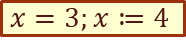 x = 3; x := 4